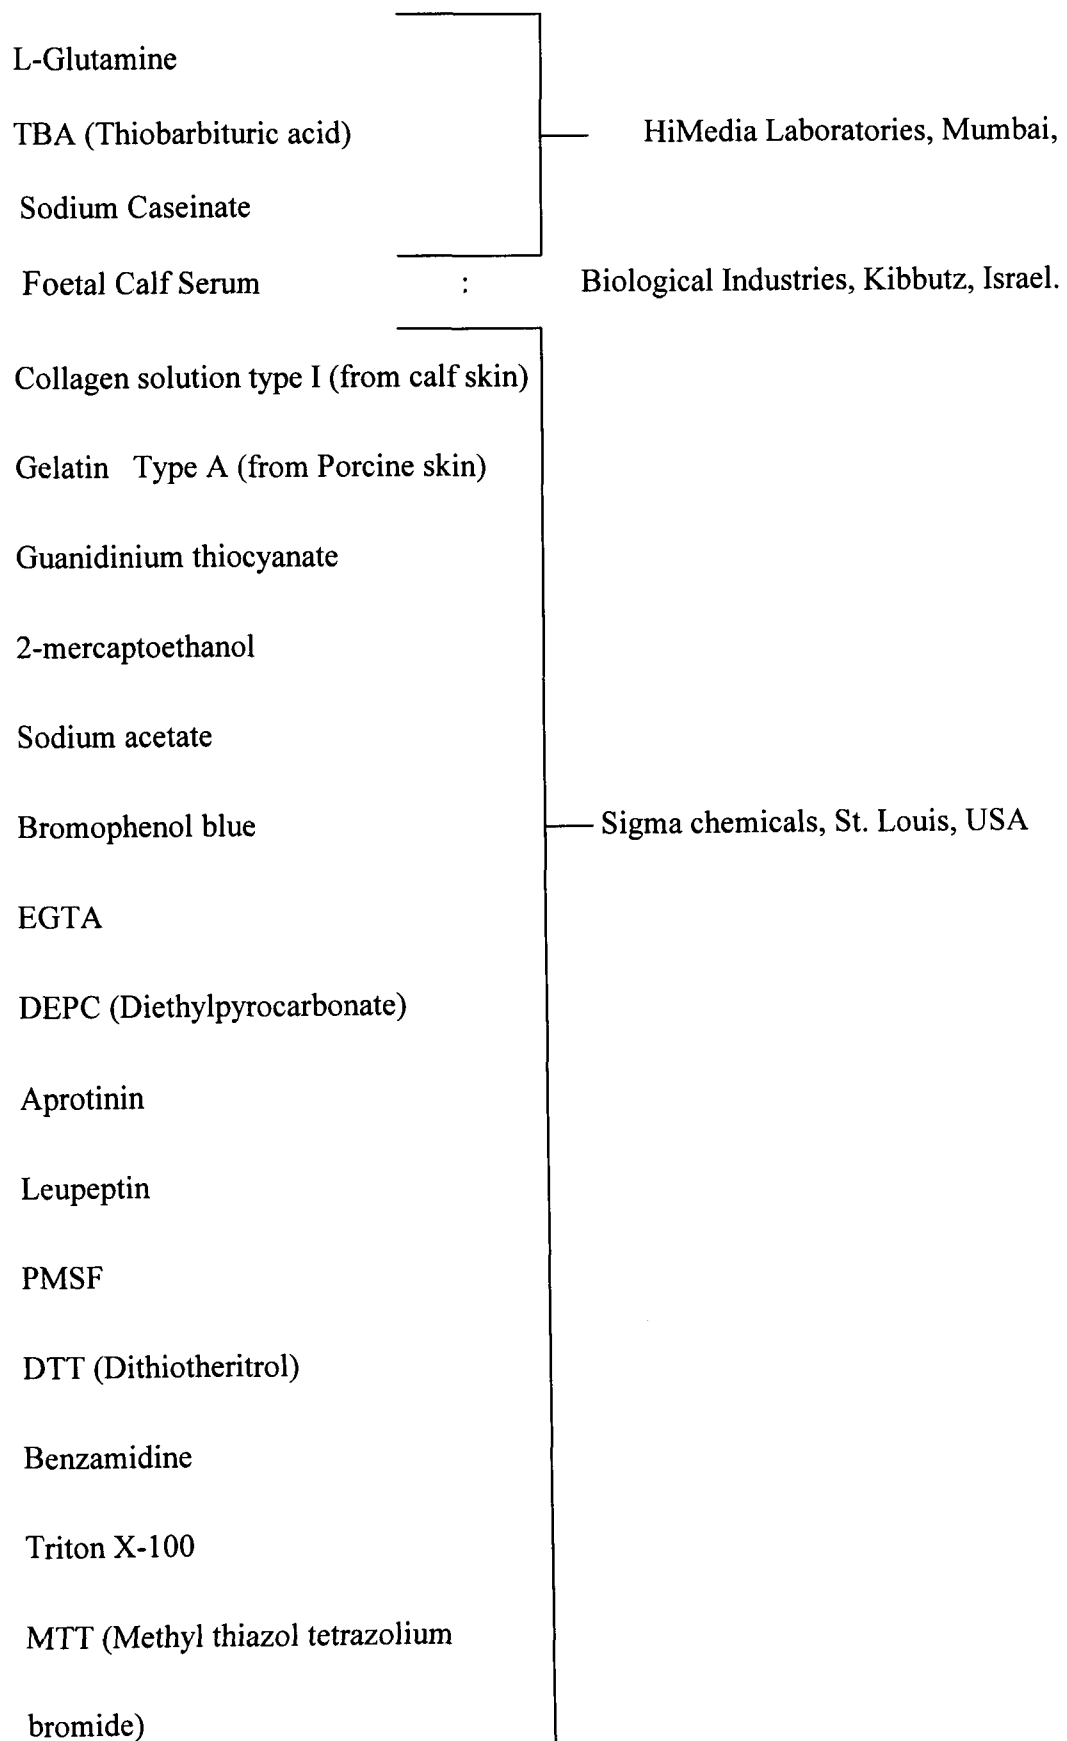 L-Glutamine
TBA (Thiobarbituric acid) HiMedia Laboratories, Mumbai,
Sodium Caseinate
Foetal Calf Serum : Biological Industries, Kibbutz, Israel.
Collagen solution type I (from calf skin)
Gelatin Type A (from Porcine skin)
Guanidinium thiocyanate
2-mercaptoethanol
Sodium acetate
Bromophenol blue Sigma chemicals, St. Louis, USA
EGTA
DEPC (Diethylpyrocarbonate)
Aprotinin
Leupeptin
PMSF
DTT (Dithiotheritrol)
Benzamidine
Triton X-100
MTT (Methyl thiazol tetrazolium
bromide)